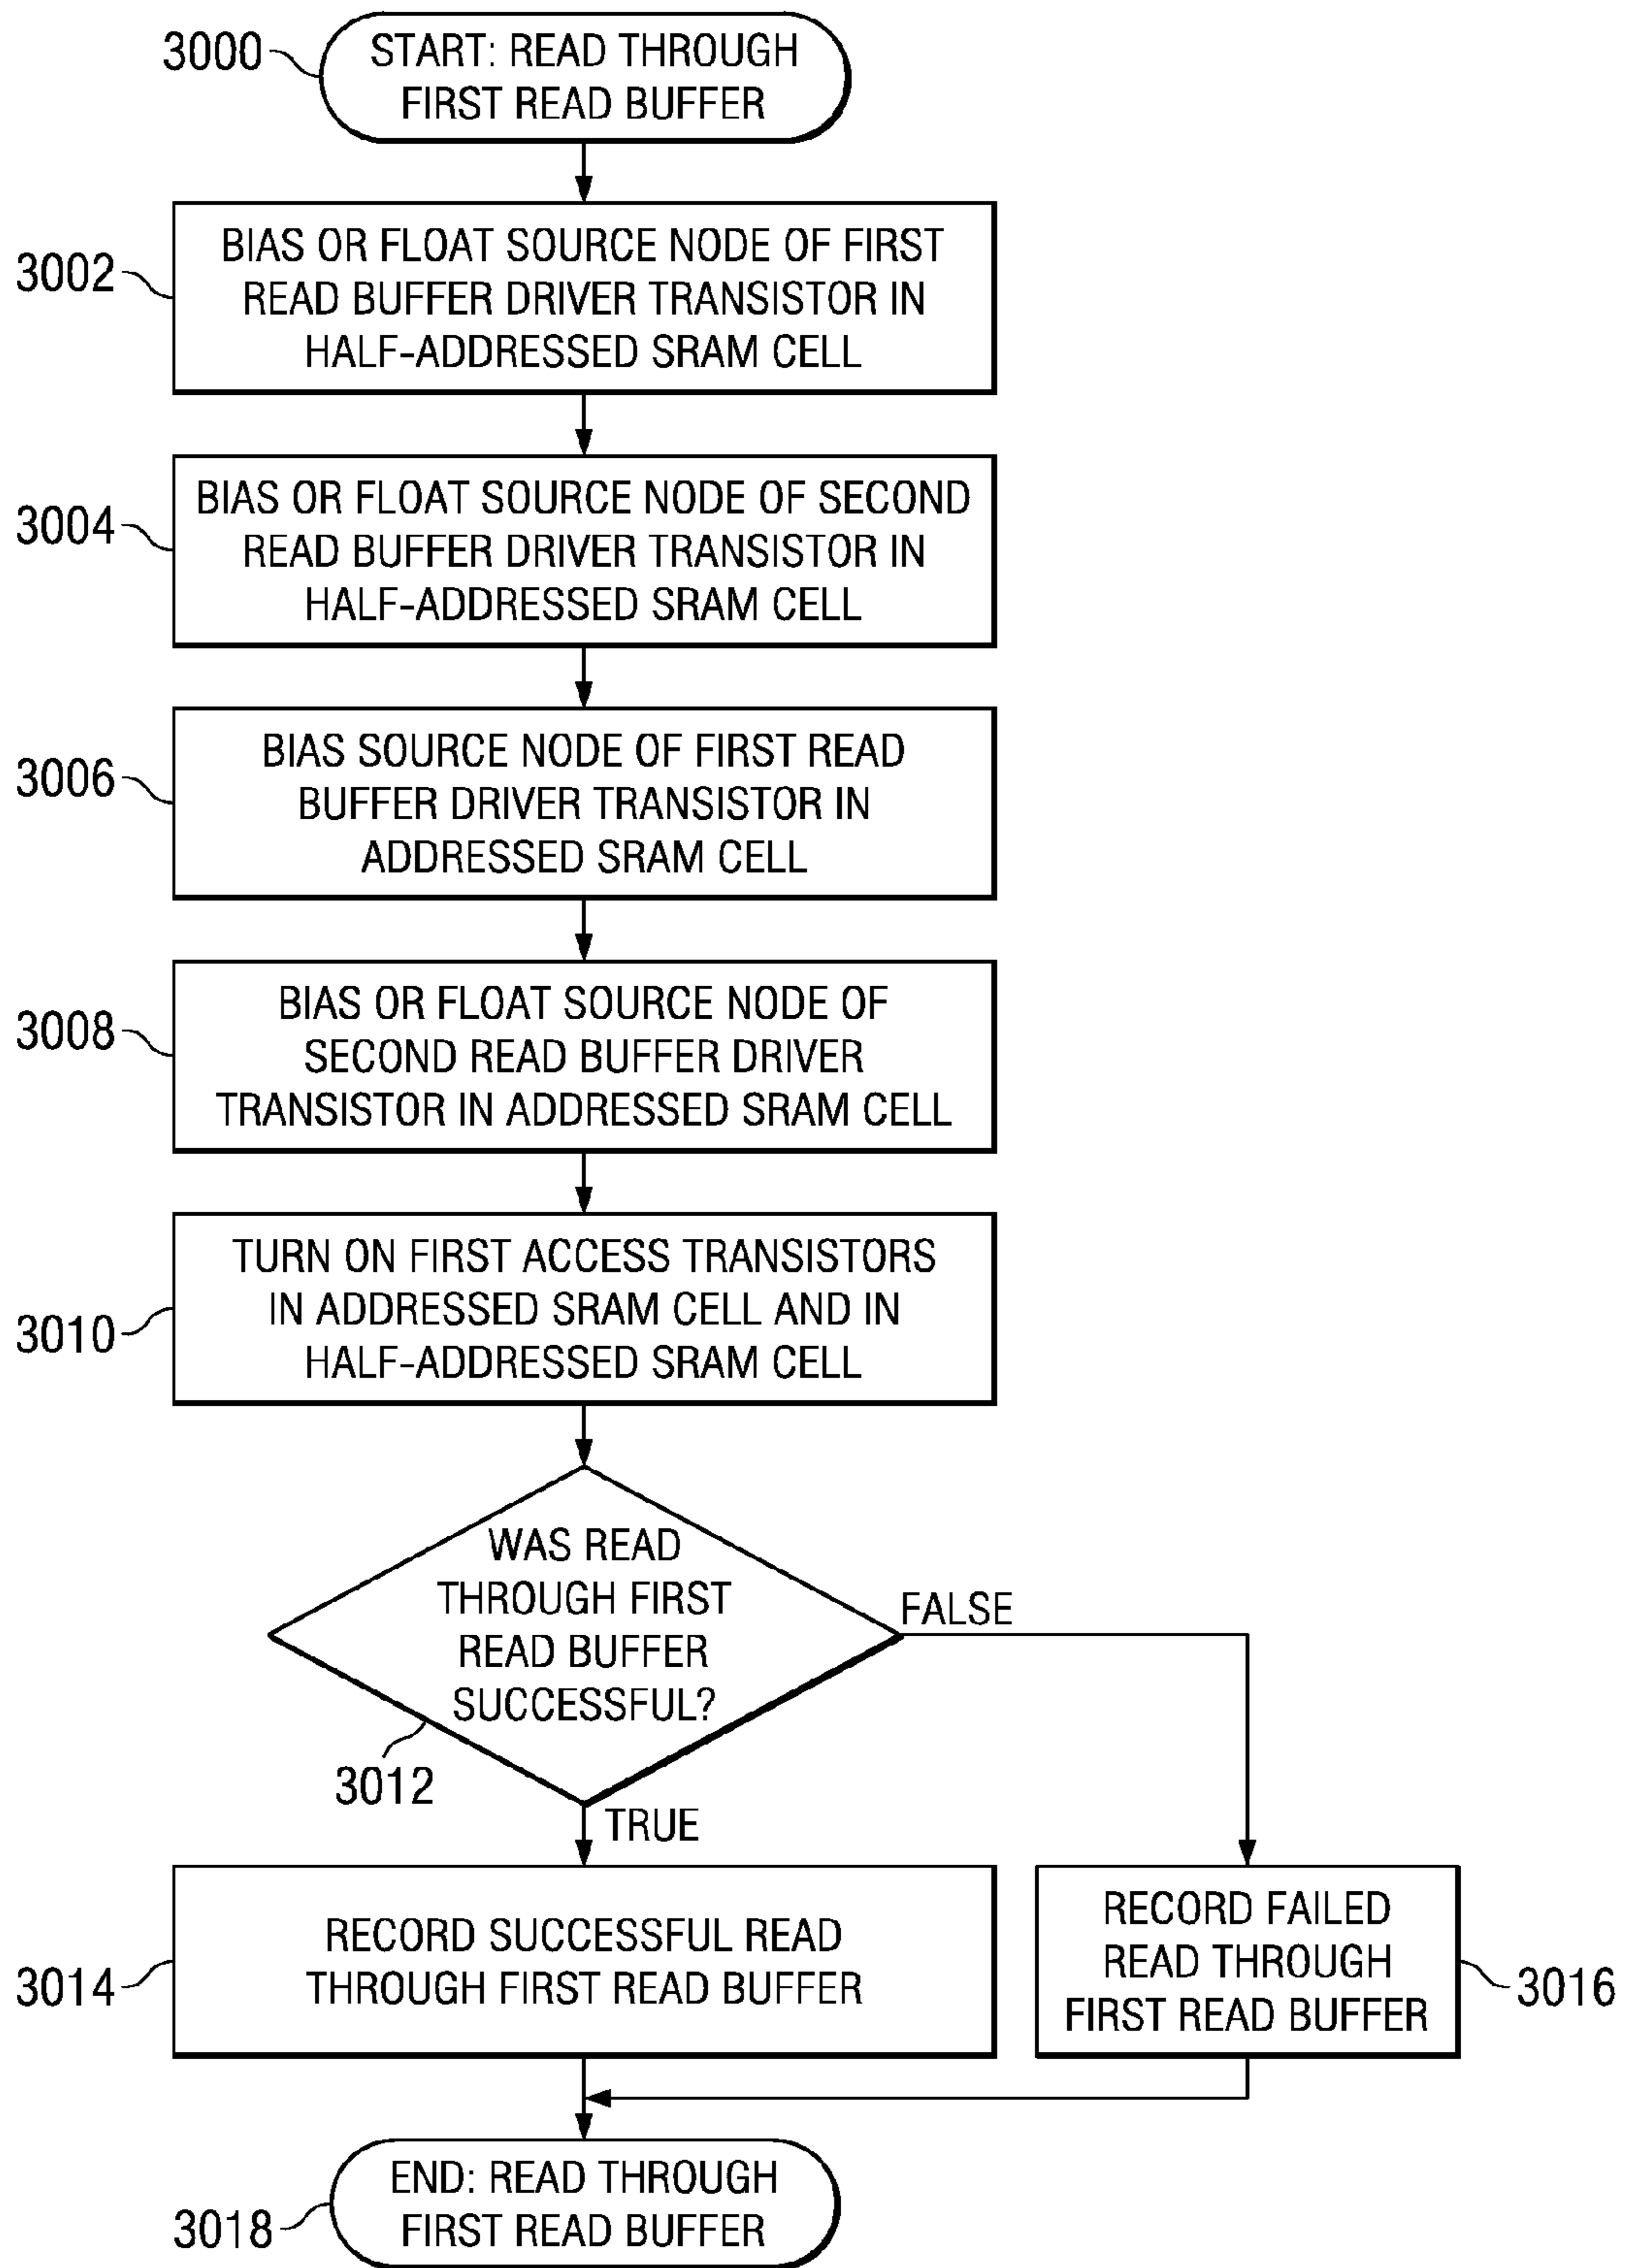 3000
START: READ THROUGH
FIRST READ BUFFER
3002
BIAS OR FLOAT SOURCE NODE OF FIRST
READ BUFFER DRIVER TRANSISTOR IN
HALF-ADDRESSED SRAM CELL
3004
BIAS OR FLOAT SOURCE NODE OF SECOND
READ BUFFER DRIVER TRANSISTOR IN
HALF-ADDRESSED SRAM CELL
3006
BIAS SOURCE NODE OF FIRST READ
BUFFER DRIVER TRANSISTOR IN
ADDRESSED SRAM CELL
3008
BIAS OR FLOAT SOURCE NODE OF
SECOND READ BUFFER DRIVER
TRANSISTOR IN ADDRESSED SRAM CELL
3010
TURN ON FIRST ACCESS TRANSISTORS
IN ADDRESSED SRAM CELL AND IN
HALF-ADDRESSED SRAM CELL
WAS READ
THROUGH FIRST
READ BUFFER
SUCCESSFUL?
FALSE
3012
TRUE
3014
RECORD SUCCESSFUL READ
THROUGH FIRST READ BUFFER
RECORD FAILED
READ THROUGH
FIRST READ BUFFER
3016
3018
END: READ THROUGH
FIRST READ BUFFER